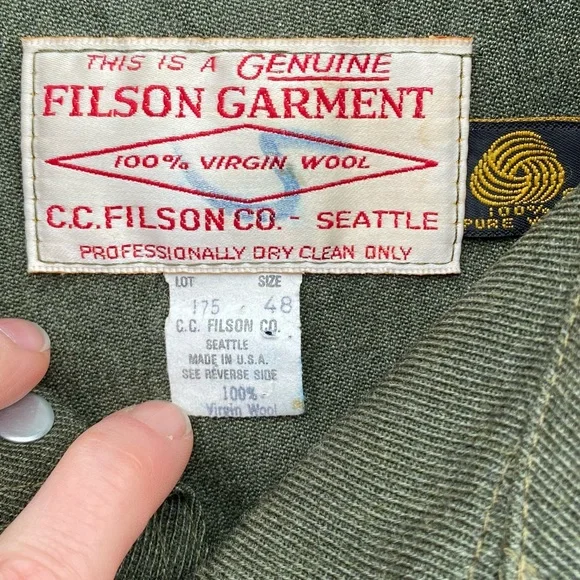 THIS IS A GENUINE
FILSON GARMENT
100% VIRGIN WOOL
C.C. FILSON CO. - SEATTLE
PROFESSIONALLY DRY CLEAN ONLY
LOT SIZE
175 48
C.C. FILSON CO.
SEATTLE
MADE IN U.S.A.
SEE REVERSE SIDE
100%
Virgin Wool
100%
PURE